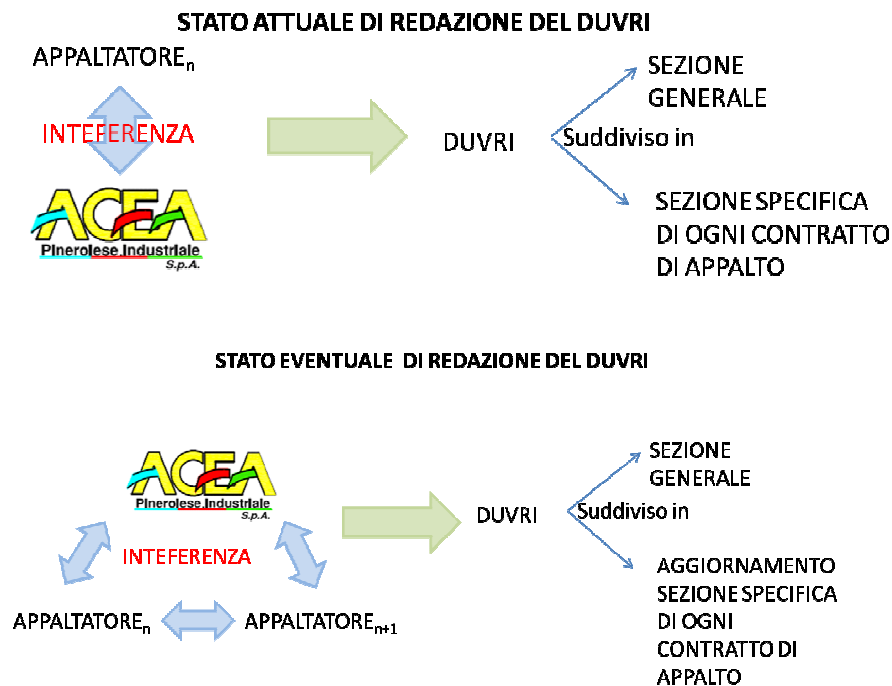 STATO ATTUALE DI REDAZIONE DEL DUVRI
APPALTATOREn
INTEFERENZA
ACEA
Pinerolese.Industriale
S.p.A.
DUVRI
Suddiviso in
SEZIONE
GENERALE
SEZIONE SPECIFICA
DI OGNI CONTRATTO
DI APPALTO
STATO EVENTUALE DI REDAZIONE DEL DUVRI
ACEA
Pinerolese.Industriale
S.p.A.
INTEFERENZA
APPALTATOREn
APPALTATOREn+1
DUVRI
Suddiviso in
SEZIONE
GENERALE
AGGIORNAMENTO
SEZIONE SPECIFICA
DI OGNI
CONTRATTO DI
APPALTO